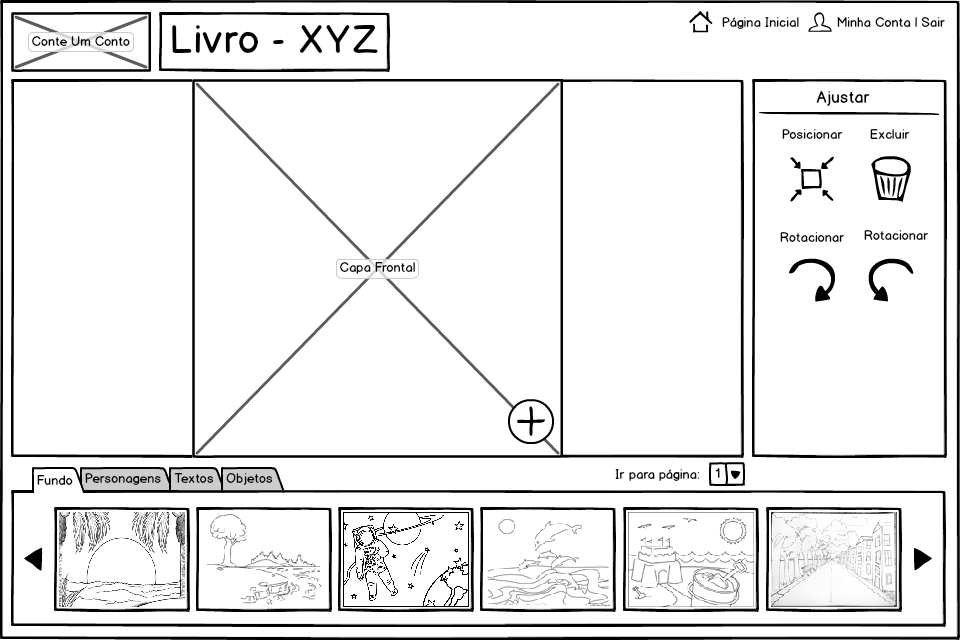 Conte Um Conto
Livro - XYZ
Página Inicial
Minha Conta | Sair
Capa Frontal
Ajustar
Posicionar
Excluir
Rotacionar
Rotacionar
Fundo
Personagens
Textos
Objetos
Ir para página:
1